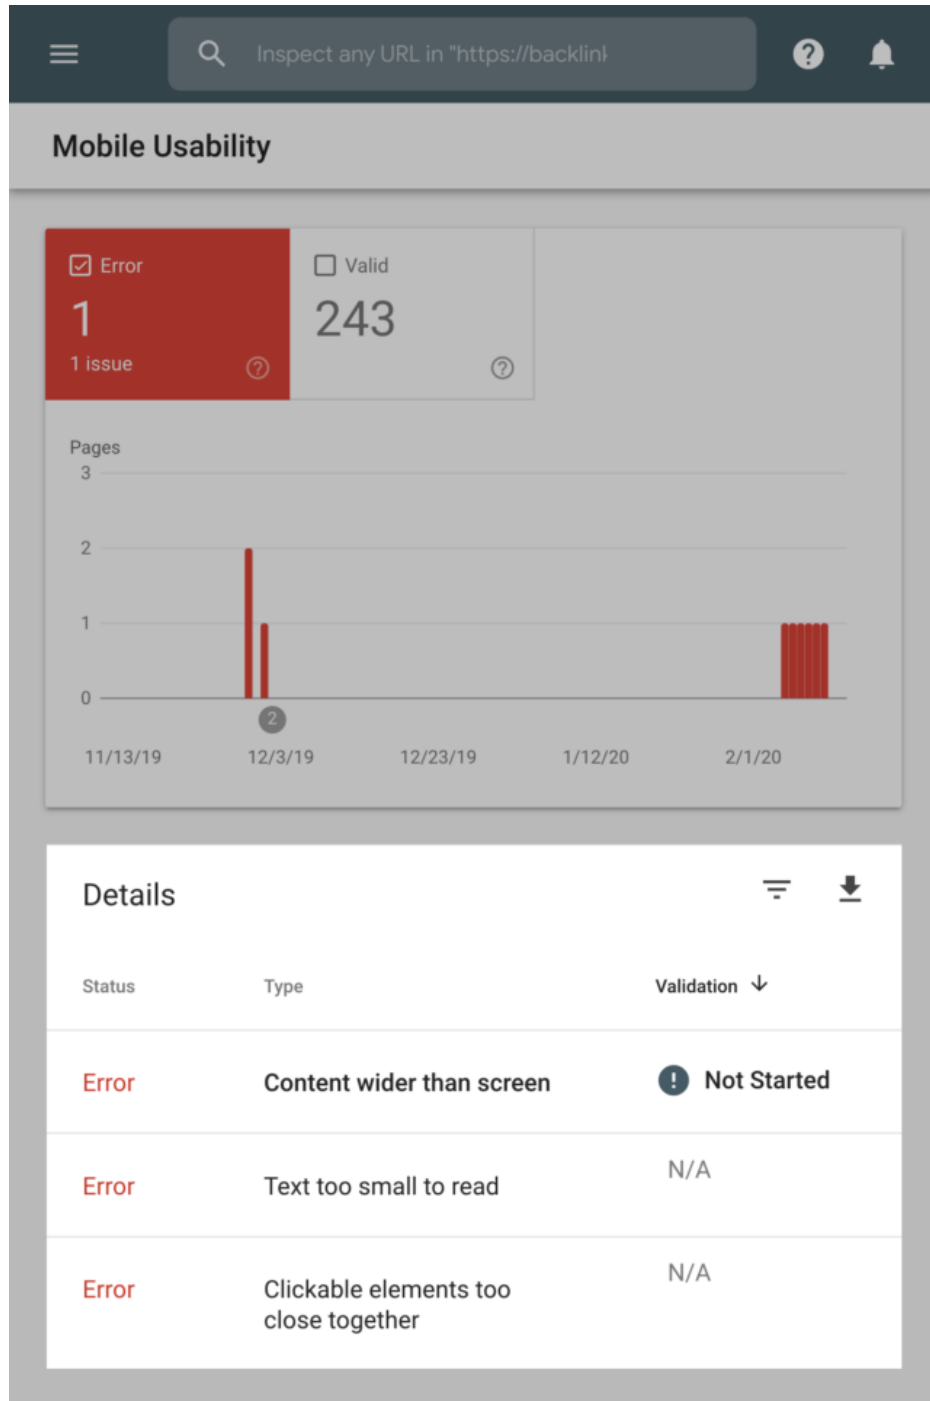 Inspect any URL in "https://backlin
Mobile Usability
Error
Valid
1
243
1 issue
Pages
3
2
1
0
2
11/13/19 12/3/19 12/23/19 1/12/20 2/1/20
Details
Status Type Validation
Error Content wider than screen Not Started
Error Text too small to read N/A
Error Clickable elements too N/A
close together